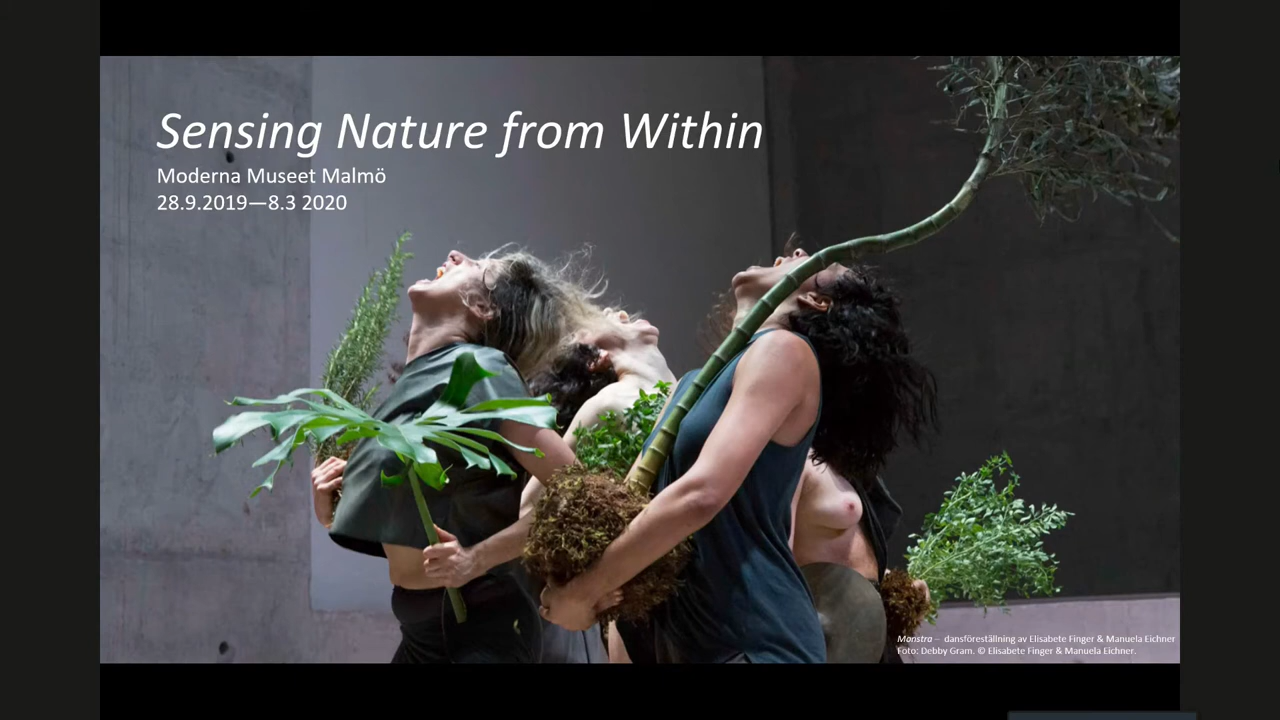 Sensing Nature from Within
Moderna Museet Malmö
28.9.2019—8.3 2020
Monstra – dansföreställning av Elisabete Finger & Manuela Eichner
Foto: Debby Gram. © Elisabete Finger & Manuela Eichner.